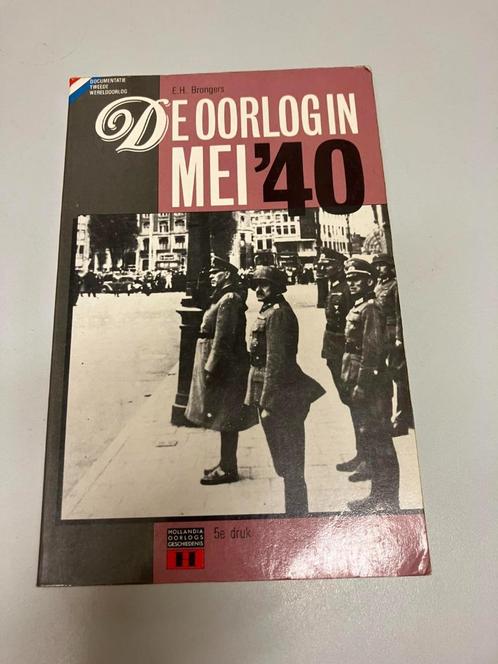 DOCUMENTATIE
TWEEDE
WERELDOORLOG
E.H. Brongers
DE OORLOG IN
MEI '40
HOLLANDIA
OORLOGS
GESCHIEDENIS
5e druk